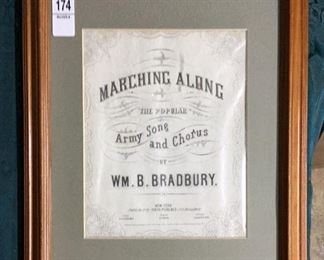 174
MARCHING ALONG
THE POPULAR
Army Song
and Chorus
BY
WM. B. BRADBURY.
NEW YORK